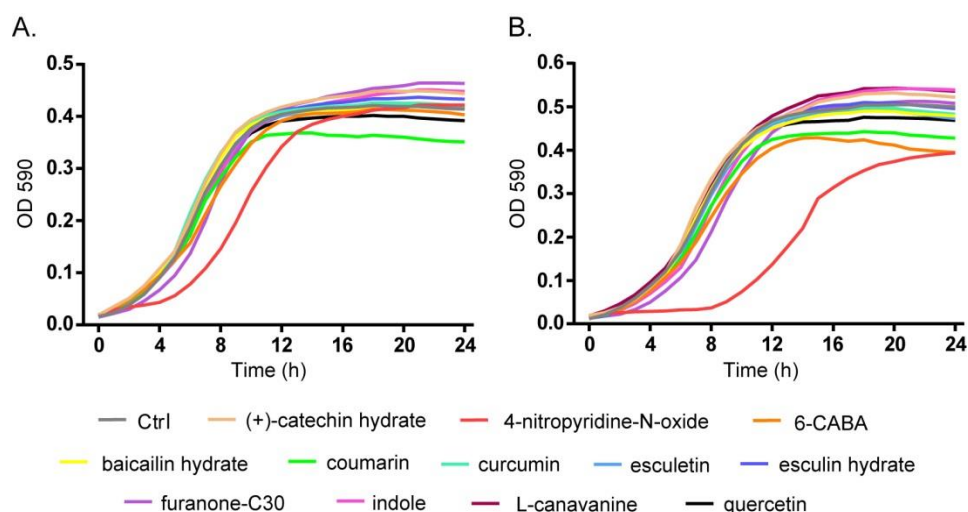 A.
B.
0.5
0.4
0.3
0.2
0.1
0.0
OD 590
0 4 8 12 16 20 24
Time (h)
0.6
0.5
0.4
0.3
0.2
0.1
0.0
OD 590
0 4 8 12 16 20 24
Time (h)
Ctrl (+)-catechin hydrate 4-nitropyridine-N-oxide 6-CABA
baicailin hydrate coumarin curcumin esculetin esculin hydrate
furanone-C30 indole L-canavanine quercetin